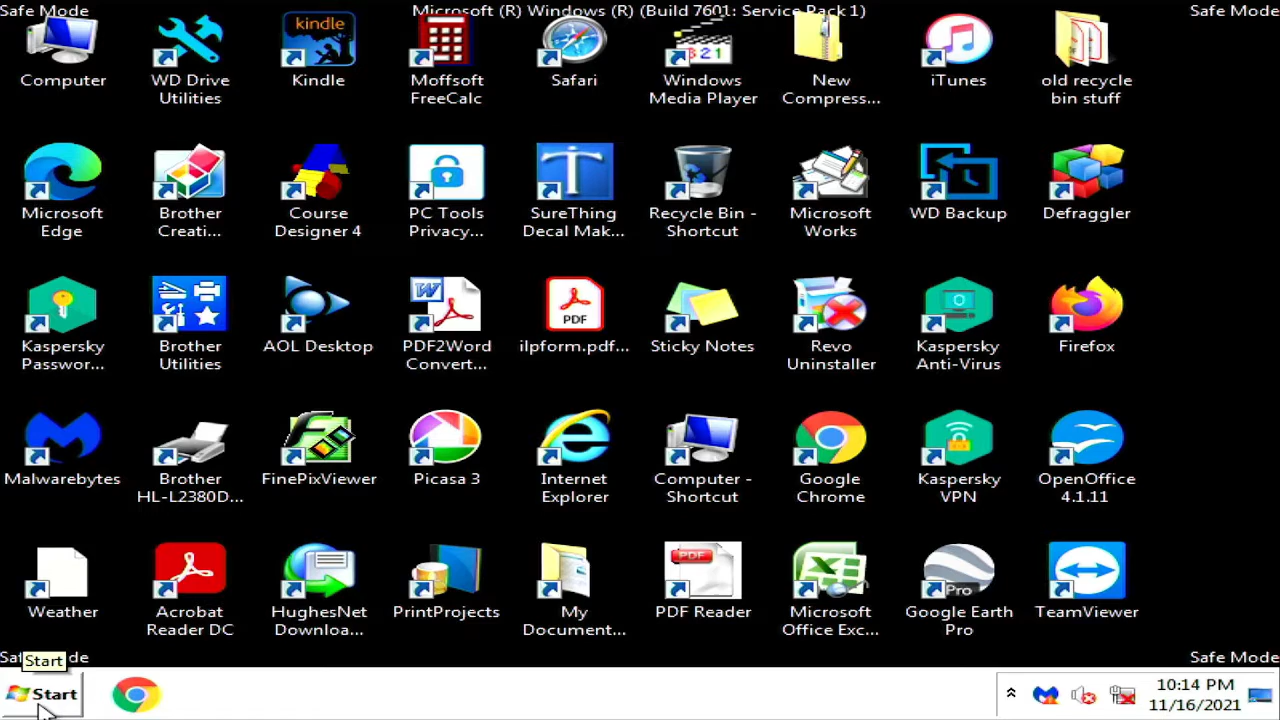 Safe Mode
Microsoft (R) Windows (R) (Build 7601: Service Pack 1)
Safe Mode
Computer
WD Drive
Utilities
kindle
Kindle
Moffsoft
FreeCalc
Safari
321
Windows
Media Player
New
Compress...
iTunes
old recycle
bin stuff
Microsoft
Edge
Brother
Creati...
Course
Designer 4
PC Tools
Privacy...
T
SureThing
Decal Mak...
Recycle Bin -
Shortcut
Microsoft
Works
WD Backup
Defraggler
Kaspersky
Passwor...
Brother
Utilities
AOL Desktop
W
PDF2Word
Convert...
PDF
ilpform.pdf...
Sticky Notes
Revo
Uninstaller
Kaspersky
Anti-Virus
Firefox
Malwarebytes
Brother
HL-L2380D...
FinePixViewer
Picasa 3
Internet
Explorer
Computer -
Shortcut
Google
Chrome
Kaspersky
VPN
OpenOffice
4.1.11
Weather
Acrobat
Reader DC
HughesNet
Downloa...
PrintProjects
My
Document...
PDF
PDF Reader
Microsoft
Office Exc...
Pro
Google Earth
Pro
TeamViewer
Start
Safe Mode
Start
10:14 PM
11/16/2021